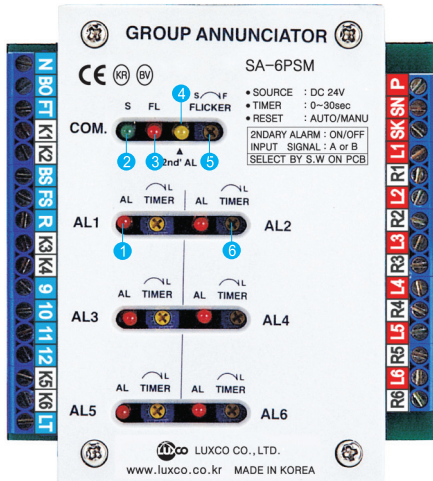 GROUP ANNUNCIATOR
CE KR BV
SA-6PSM
• SOURCE : DC 24V
• TIMER : 0~30sec
• RESET : AUTO/MANU
2NDARY ALARM : ON/OFF
INPUT SIGNAL : A or B
SELECT BY S.W ON PCB
4
S FL S F
FLICKER
COM.
2 3 5
2nd' AL
AL TIMER L AL TIMER L
AL1 AL2
1 6
AL TIMER L AL TIMER L
AL3 AL4
AL TIMER L AL TIMER L
AL5 AL6
LUXCO LUXCO CO., LTD.
www.luxco.co.kr MADE IN KOREA
N
BO
FT
K1
K2
BS
FS
R
K3
K4
9
10
11
12
K5
K6
LT
P
SN
SK
L1
R1
L2
R2
L3
R3
L4
R4
L5
R5
L6
R6